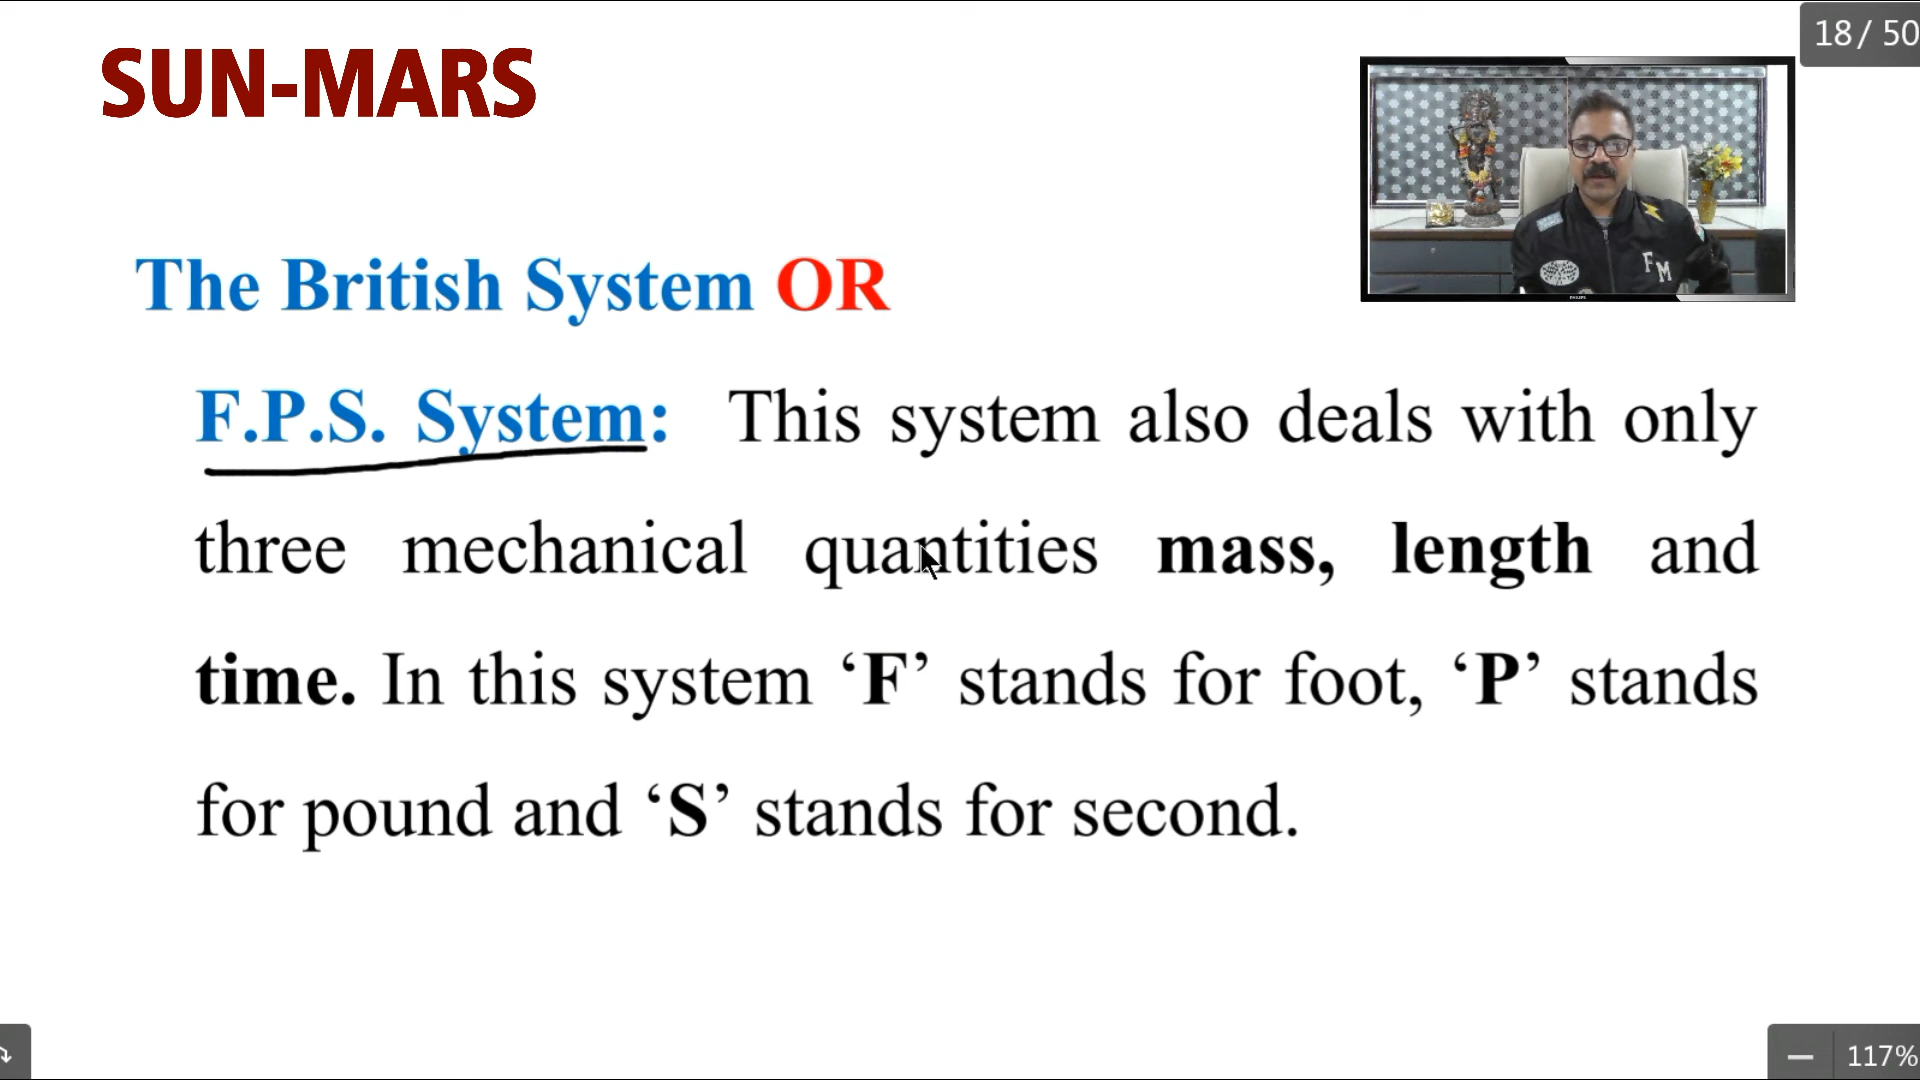 18 / 50
SUN-MARS
F M
The British System OR
F.P.S. System: This system also deals with only
three mechanical quantities mass, length and
time. In this system ‘F’ stands for foot, ‘P’ stands
for pound and ‘S’ stands for second.
117%